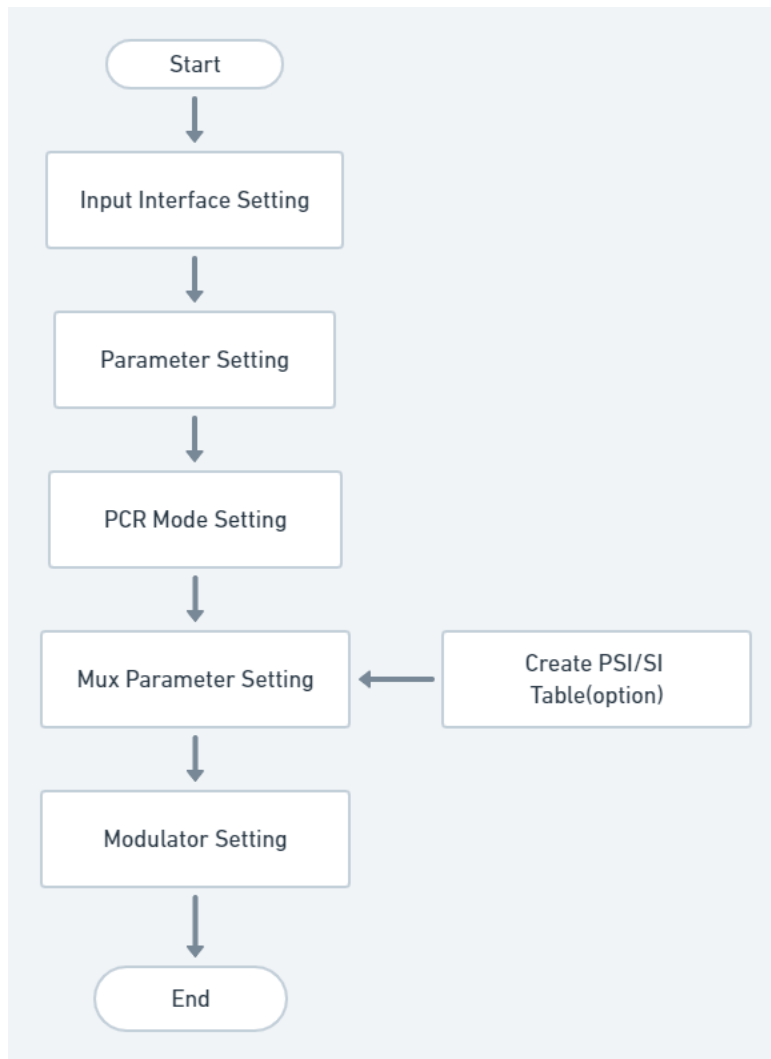 Start
Input Interface Setting
Parameter Setting
PCR Mode Setting
Mux Parameter Setting
Create PSI/SI
Table(option)
Modulator Setting
End